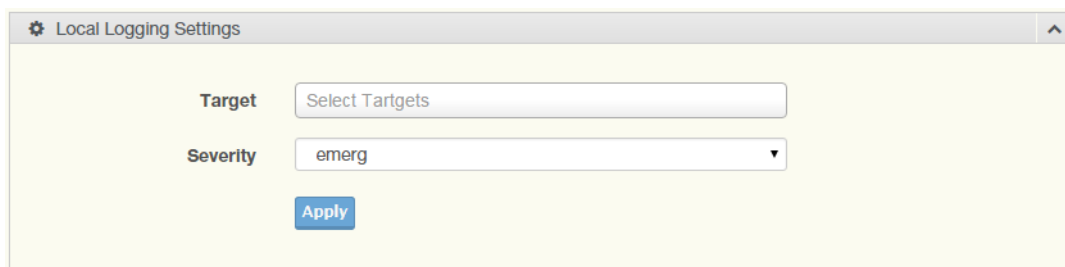 Local Logging Settings
Target Select Tartgets
Severity emerg
Apply